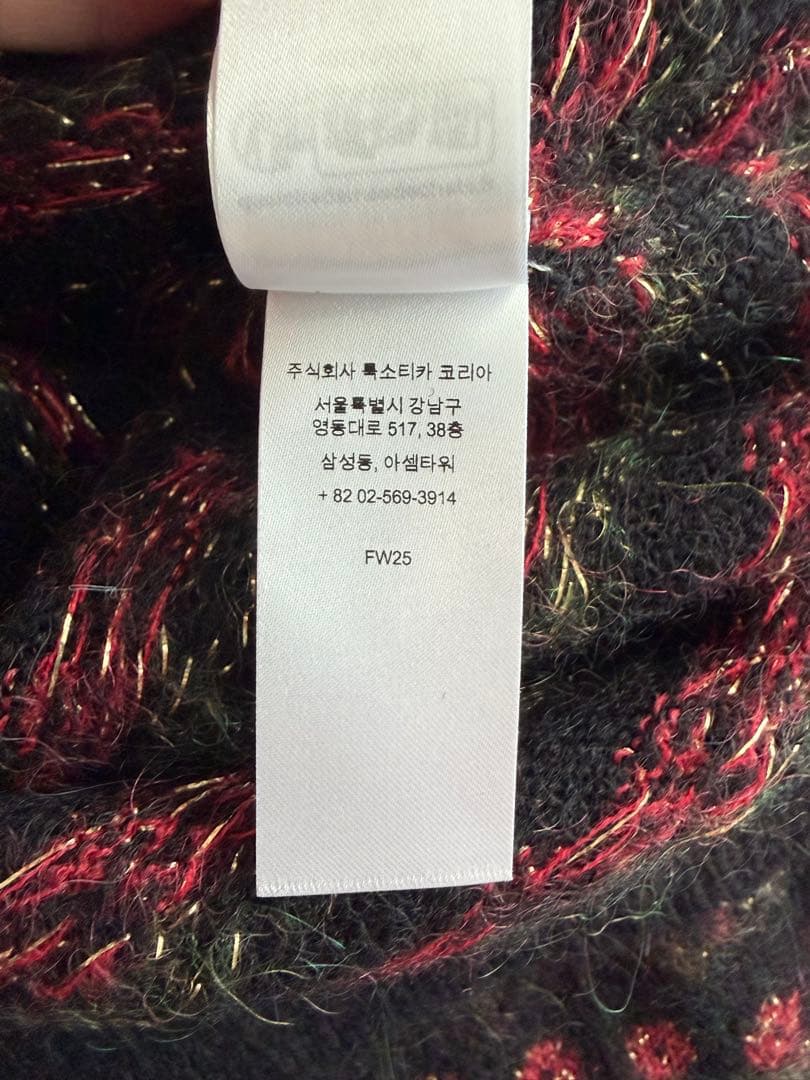 주식회사 룩소티카 코리아
서울특별시 강남구
영동대로 517, 38층
삼성동, 아셈타워
+ 82 02-569-3914
FW25